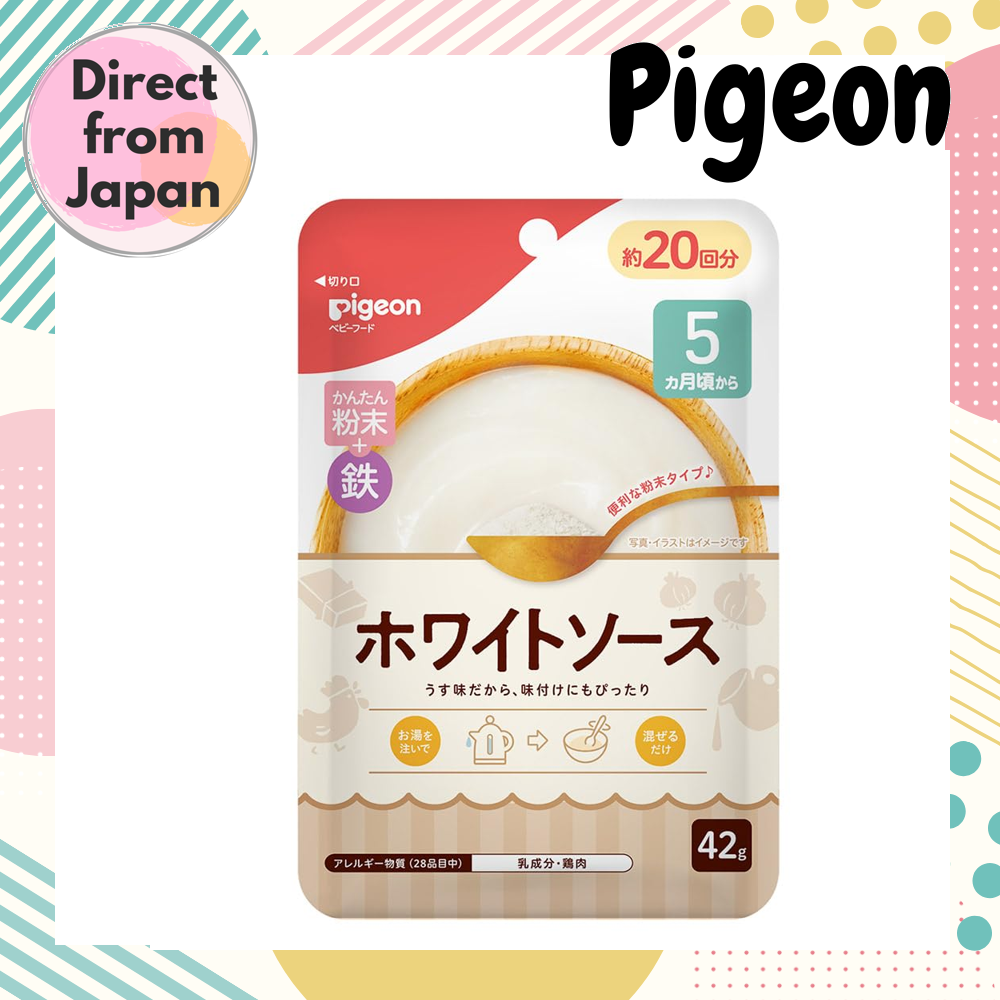 Direct
from
Japan
Pigeon
約20回分
◀切り口
Pigeon
ベビーフード
5
カ月頃から
かんたん
粉末
+
鉄
便利な粉末タイプ♪
写真・イラストはイメージです
ホワイトソース
うす味だから、味付けにもぴったり
お湯を
注いで
混ぜる
だけ
42g
アレルギー物質（28品目中） 乳成分・鶏肉